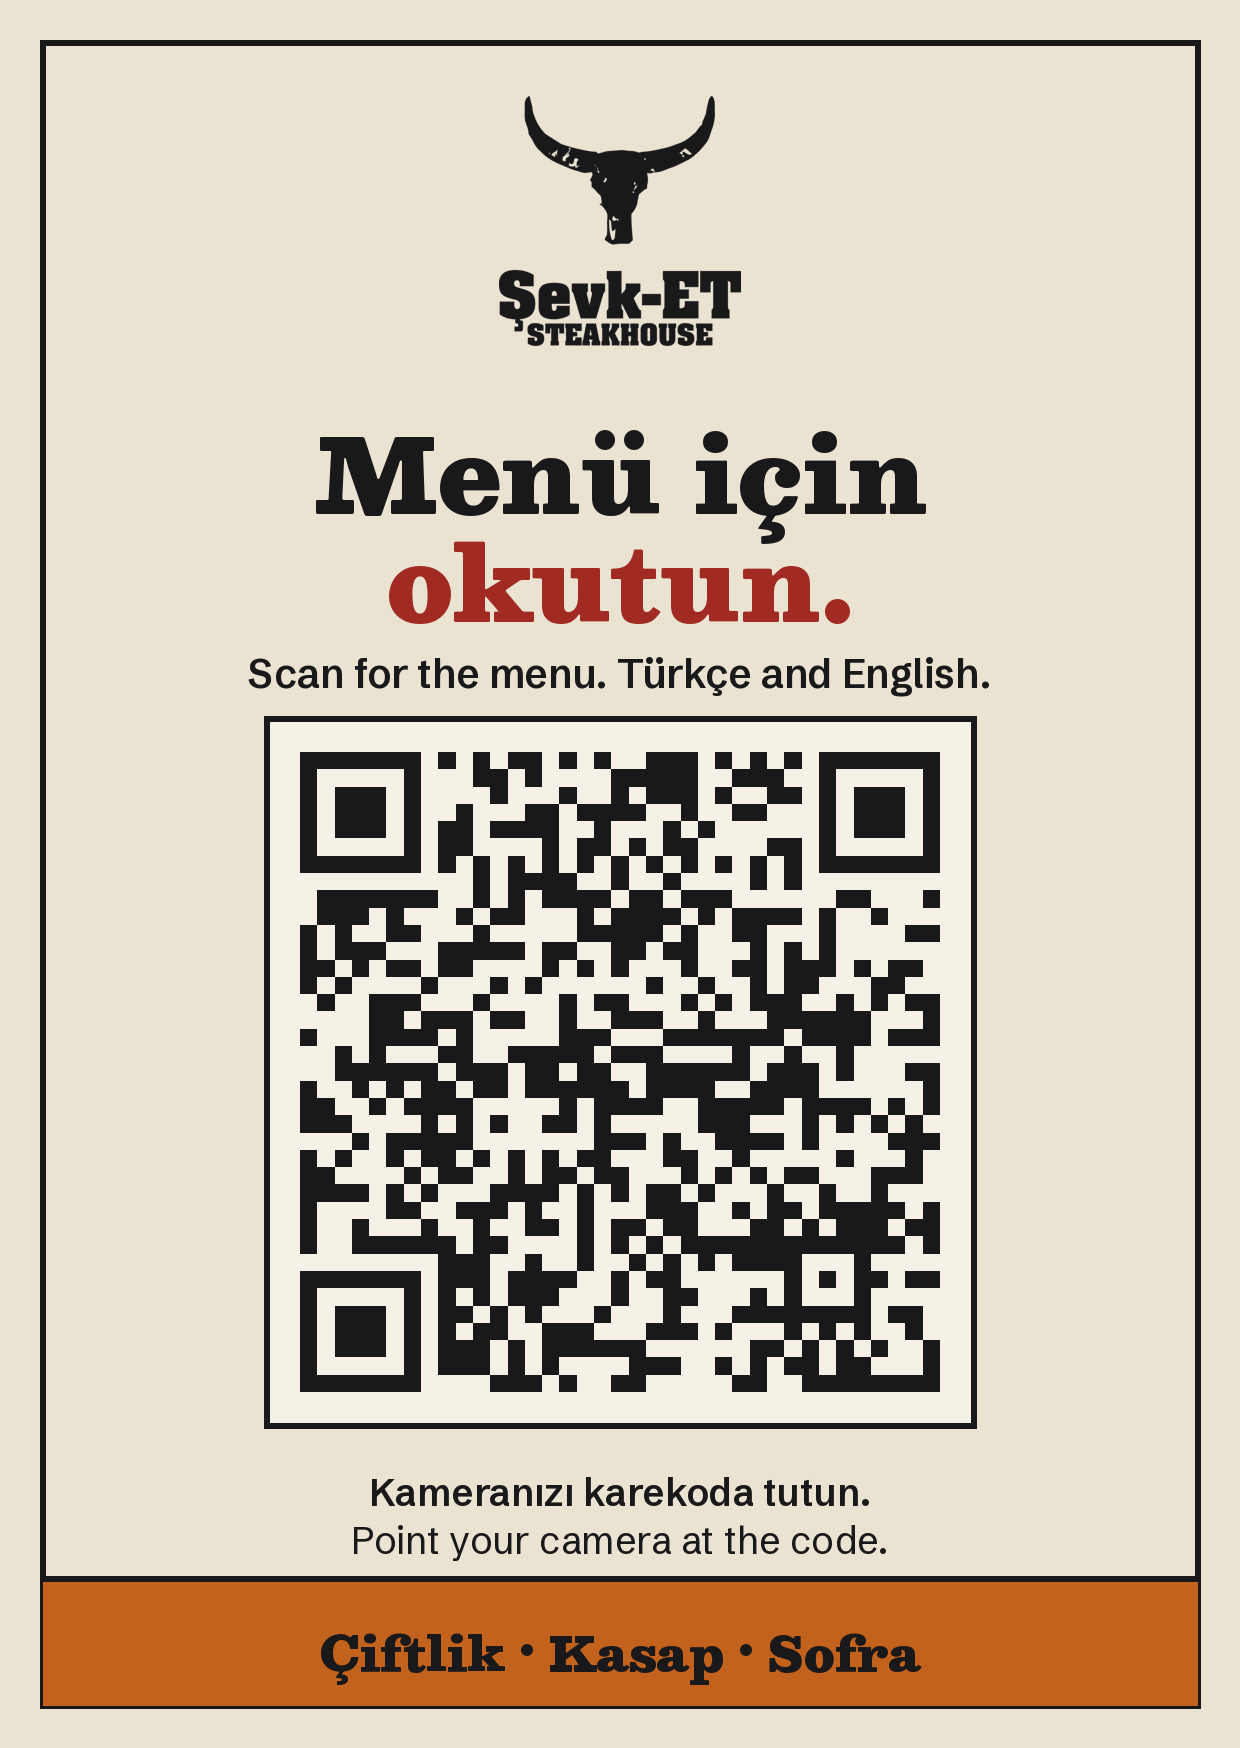 Şevk-ET
STEAKHOUSE
Menü için
okutun.
Scan for the menu. Türkçe and English.
Kameranızı karekoda tutun.
Point your camera at the code.
Çiftlik • Kasap • Sofra